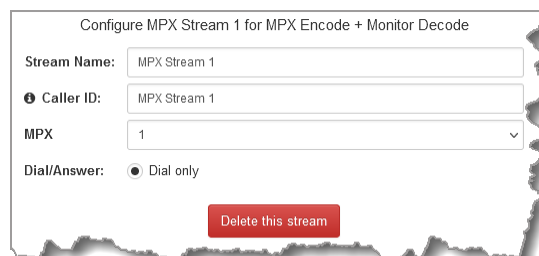 Configure MPX Stream 1 for MPX Encode + Monitor Decode
Stream Name: MPX Stream 1
Caller ID: MPX Stream 1
MPX 1
Dial/Answer: Dial only
Delete this stream